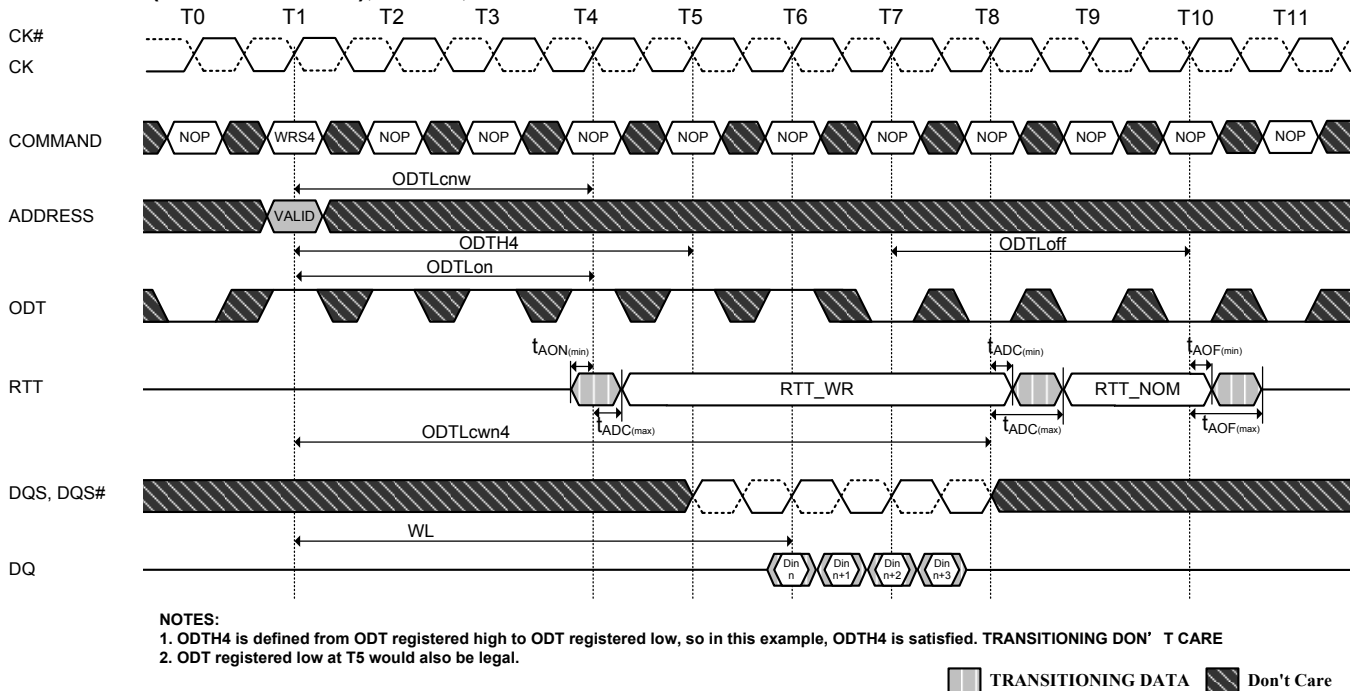 T0 T1 T2 T3 T4 T5 T6 T7 T8 T9 T10 T11
CK#
CK
COMMAND NOP WRS4 NOP NOP NOP NOP NOP NOP NOP NOP NOP NOP
ODTLcnw
ADDRESS VALID
ODTH4 ODTLoff
ODTLon
ODT
tAON(min) tADC(min) tAOF(min)
RTT RTT_WR RTT_NOM
tADC(max) tADC(max) tAOF(max)
ODTLcwn4
DQS, DQS#
WL
DQ Din n Din n+1 Din n+2 Din n+3
NOTES:
1. ODTH4 is defined from ODT registered high to ODT registered low, so in this example, ODTH4 is satisfied. TRANSITIONING DON’ T CARE
2. ODT registered low at T5 would also be legal.
TRANSITIONING DATA Don't Care